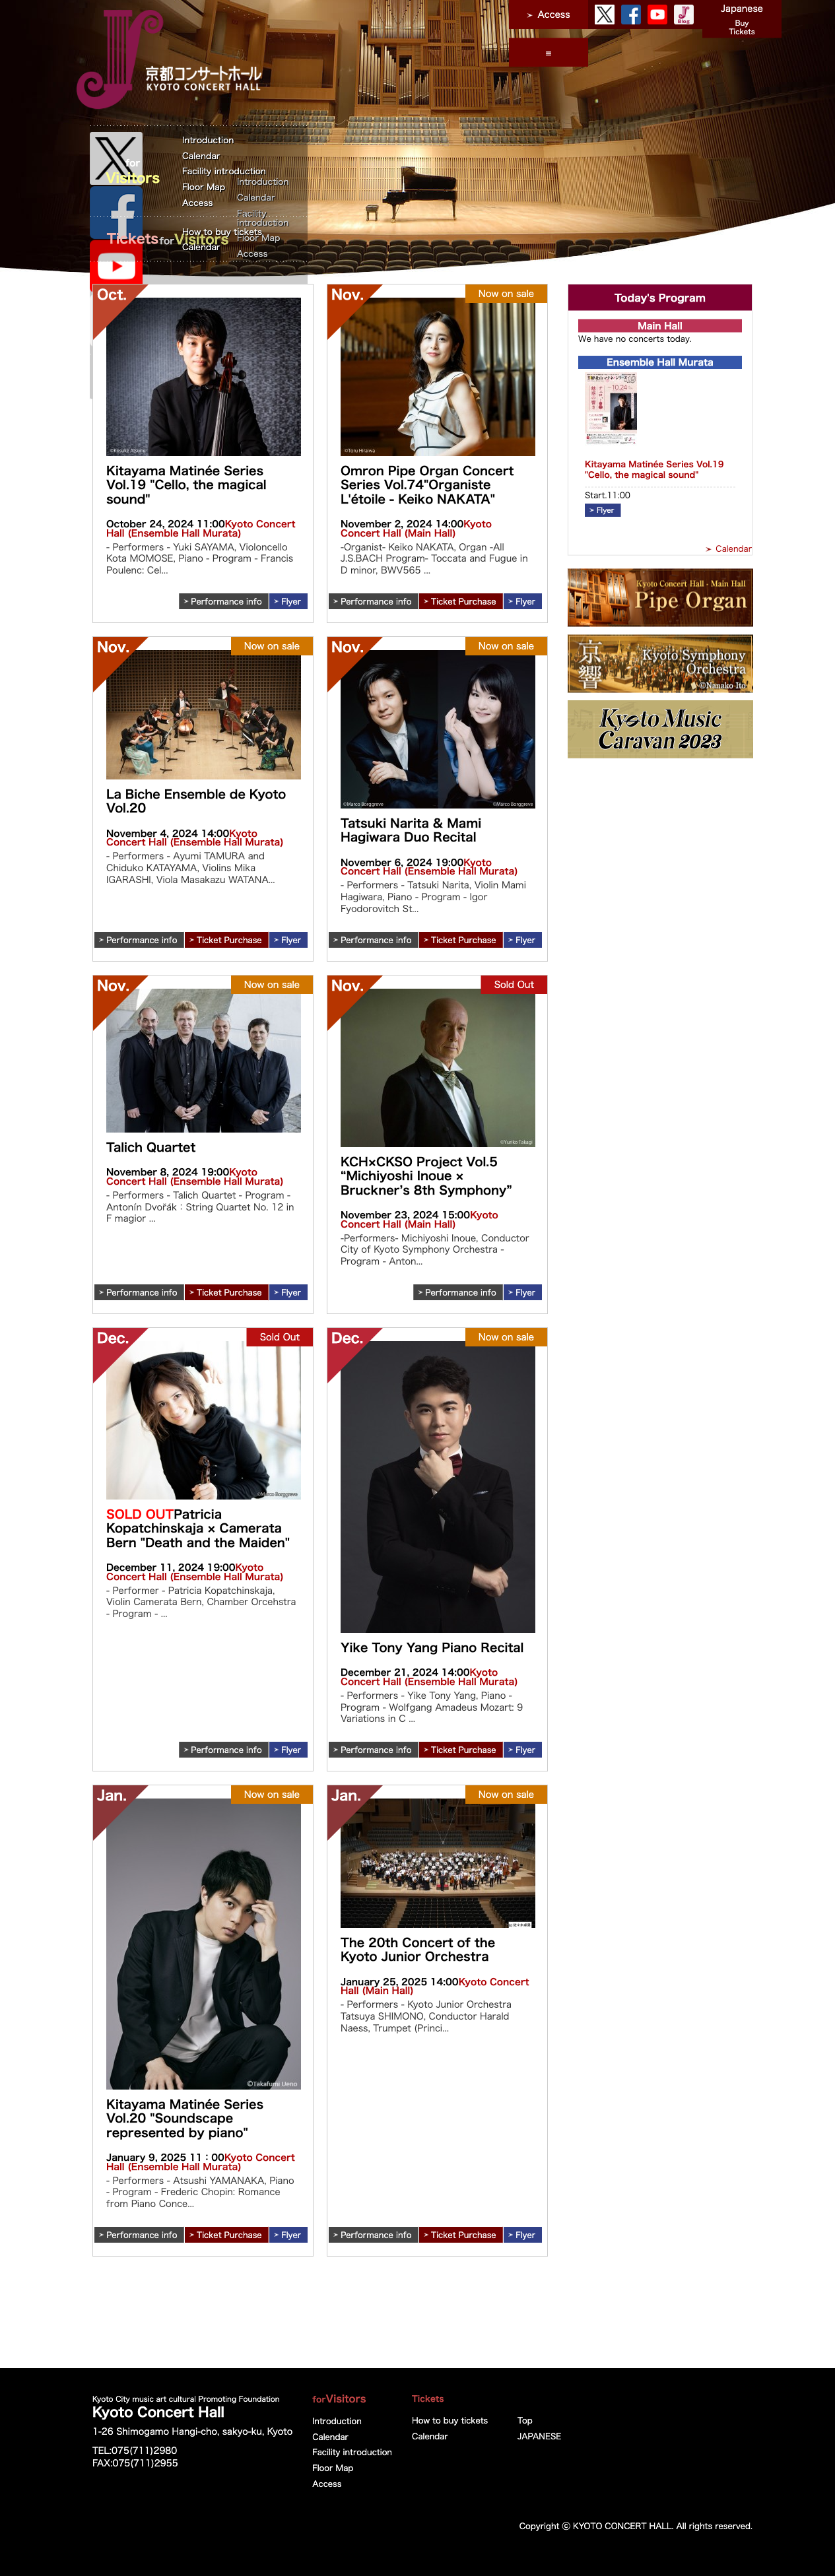 Access
Japanese
Buy
Tickets
京都コンサートホール
KYOTO CONCERT HALL
for
Visitors
Introduction
Calendar
Facility introduction
Floor Map
Access
How to buy tickets
Calendar
Tickets
forVisitors
Introduction
Calendar
Facility
introduction
Floor Map
Access
Oct.
Kitayama Matinée Series
Vol.19 "Cello, the magical
sound"
October 24, 2024 11:00Kyoto Concert
Hall (Ensemble Hall Murata)
- Performers - Yuki SAYAMA, Violoncello
Kota MOMOSE, Piano - Program - Francis
Poulenc: Cel...
> Performance info
> Flyer
Nov.
Now on sale
©Toru Hiraiwa
Omron Pipe Organ Concert
Series Vol.74"Organiste
L'étoile - Keiko NAKATA"
November 2, 2024 14:00Kyoto
Concert Hall (Main Hall)
-Organist- Keiko NAKATA, Organ -All
J.S.BACH Program- Toccata and Fugue in
D minor, BWV565 ...
> Performance info
> Ticket Purchase
> Flyer
Nov.
Now on sale
La Biche Ensemble de Kyoto
Vol.20
November 4, 2024 14:00Kyoto
Concert Hall (Ensemble Hall Murata)
- Performers - Ayumi TAMURA and
Chiduko KATAYAMA, Violins Mika
IGARASHI, Viola Masakazu WATANA...
> Performance info
> Ticket Purchase
> Flyer
Nov.
Now on sale
©Marco Borggreve
©Marco Borggreve
Tatsuki Narita & Mami
Hagiwara Duo Recital
November 6, 2024 19:00Kyoto
Concert Hall (Ensemble Hall Murata)
- Performers - Tatsuki Narita, Violin Mami
Hagiwara, Piano - Program - Igor
Fyodorovitch St...
> Performance info
> Ticket Purchase
> Flyer
Nov.
Now on sale
Talich Quartet
November 8, 2024 19:00Kyoto
Concert Hall (Ensemble Hall Murata)
- Performers - Talich Quartet - Program -
Antonín Dvořák：String Quartet No. 12 in
F magior ...
> Performance info
> Ticket Purchase
> Flyer
Nov.
Sold Out
©Yuriko Takagi
KCH×CKSO Project Vol.5
“Michiyoshi Inoue ×
Bruckner’s 8th Symphony”
November 23, 2024 15:00Kyoto
Concert Hall (Main Hall)
-Performers- Michiyoshi Inoue, Conductor
City of Kyoto Symphony Orchestra -
Program - Anton...
> Performance info
> Flyer
Dec.
Sold Out
©Marco Borggreve
SOLD OUTPatricia
Kopatchinskaja × Camerata
Bern "Death and the Maiden"
December 11, 2024 19:00Kyoto
Concert Hall (Ensemble Hall Murata)
- Performer - Patricia Kopatchinskaja,
Violin Camerata Bern, Chamber Orcehstra
- Program - ...
> Performance info
> Flyer
Dec.
Now on sale
Yike Tony Yang Piano Recital
December 21, 2024 14:00Kyoto
Concert Hall (Ensemble Hall Murata)
- Performers - Yike Tony Yang, Piano -
Program - Wolfgang Amadeus Mozart: 9
Variations in C ...
> Performance info
> Ticket Purchase
> Flyer
Jan.
Now on sale
©Takafumi Ueno
Kitayama Matinée Series
Vol.20 "Soundscape
represented by piano"
January 9, 2025 11：00Kyoto Concert
Hall (Ensemble Hall Murata)
- Performers - Atsushi YAMANAKA, Piano
- Program - Frederic Chopin: Romance
from Piano Conce...
> Performance info
> Ticket Purchase
> Flyer
Jan.
Now on sale
The 20th Concert of the
Kyoto Junior Orchestra
January 25, 2025 14:00Kyoto Concert
Hall (Main Hall)
- Performers - Kyoto Junior Orchestra
Tatsuya SHIMONO, Conductor Harald
Naess, Trumpet (Princi...
> Performance info
> Ticket Purchase
> Flyer
Today's Program
Main Hall
We have no concerts today.
Ensemble Hall Murata
10.24
Kitayama Matinée Series Vol.19
"Cello, the magical sound"
Start.11:00
> Flyer
> Calendar
Kyoto Concert Hall - Main Hall
Pipe Organ
京響
Kyoto Symphony
Orchestra
©Ninako Ito
Kyoto Music
Caravan 2023
Kyoto City music art cultural Promoting Foundation
Kyoto Concert Hall
1-26 Shimogamo Hangi-cho, sakyo-ku, Kyoto
TEL:075(711)2980
FAX:075(711)2955
forVisitors
Introduction
Calendar
Facility introduction
Floor Map
Access
Tickets
How to buy tickets
Calendar
Top
JAPANESE
Copyright ⓒ KYOTO CONCERT HALL. All rights reserved.